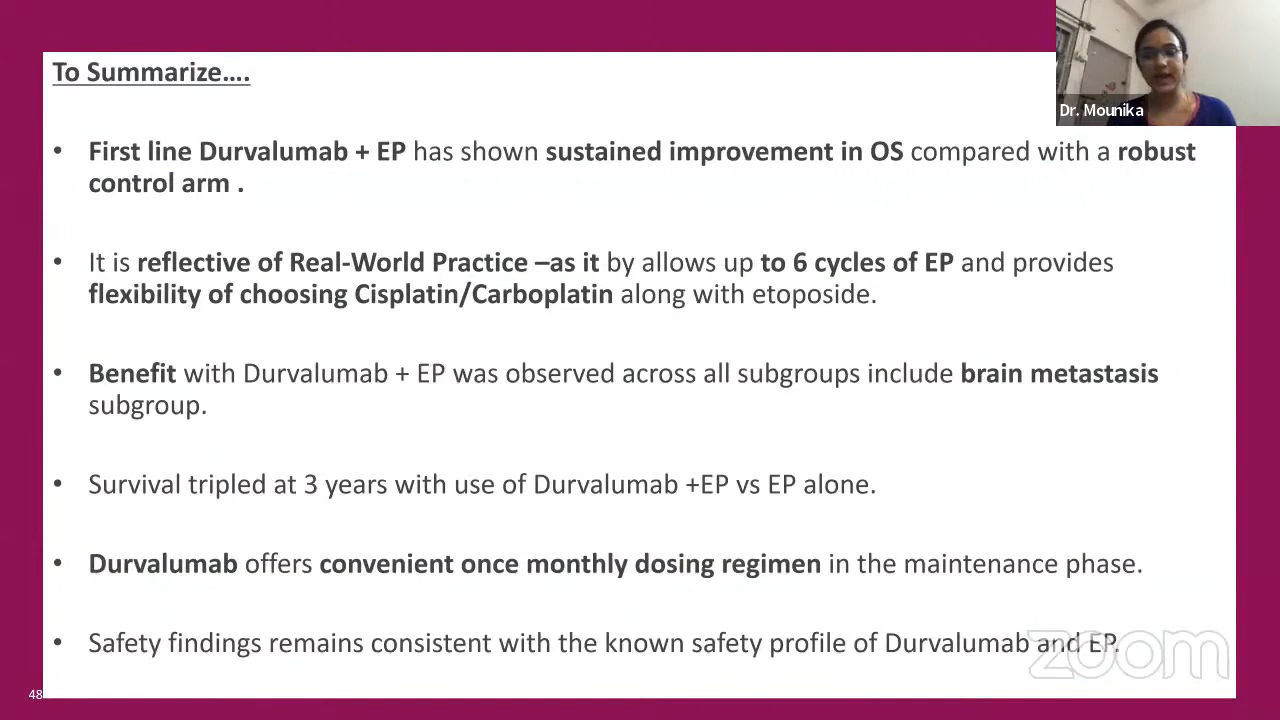 To Summarize….
Dr. Mounika
• First line Durvalumab + EP has shown sustained improvement in OS compared with a robust
control arm .
• It is reflective of Real-World Practice –as it by allows up to 6 cycles of EP and provides
flexibility of choosing Cisplatin/Carboplatin along with etoposide.
• Benefit with Durvalumab + EP was observed across all subgroups include brain metastasis
subgroup.
• Survival tripled at 3 years with use of Durvalumab +EP vs EP alone.
• Durvalumab offers convenient once monthly dosing regimen in the maintenance phase.
• Safety findings remains consistent with the known safety profile of Durvalumab and EP.
zoom
48